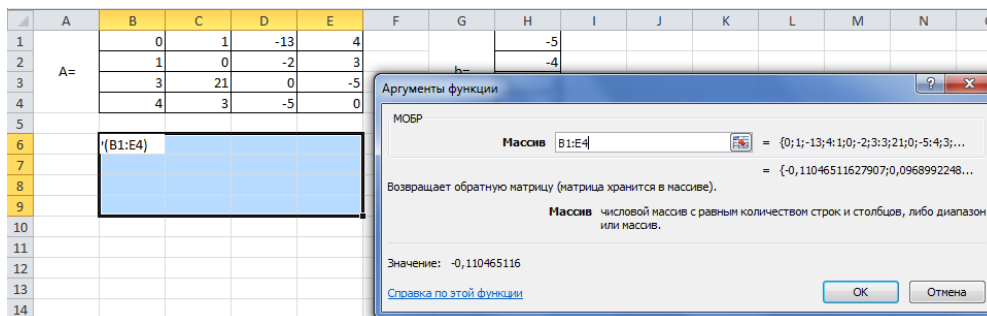 A B C D E F G H I J K L M N
1 0 1 -13 4 -5
2 A= 1 0 -2 3 b= -4
3 3 21 0 -5
4 4 3 -5 0
5
6 '(B1:E4)
7
8
9
10
11
12
13
14
Аргументы функции
МОБР
Массив B1:E4 = {0;1;-13;4:1;0;-2;3:3;21;0;-5:4;3;...
= {-0,11046511627907;0,0968992248...
Возвращает обратную матрицу (матрица хранится в массиве).
Массив числовой массив с равным количеством строк и столбцов, либо диапазон
или массив.
Значение: -0,110465116
Справка по этой функции
ОК Отмена